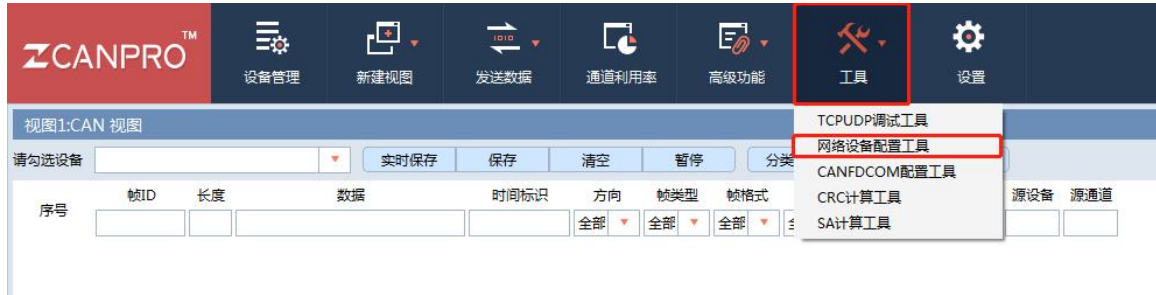 ZCANPRO™
设备管理 新建视图 发送数据 通道利用率 高级功能 工具 设置
视图1:CAN 视图
TCPUDP调试工具
网络设备配置工具
CANFDCOM配置工具
CRC计算工具
SA计算工具
请勾选设备 实时保存 保存 清空 暂停 分类
序号 帧ID 长度 数据 时间标识 方向 帧类型 帧格式 源设备 源通道
全部 全部 全部